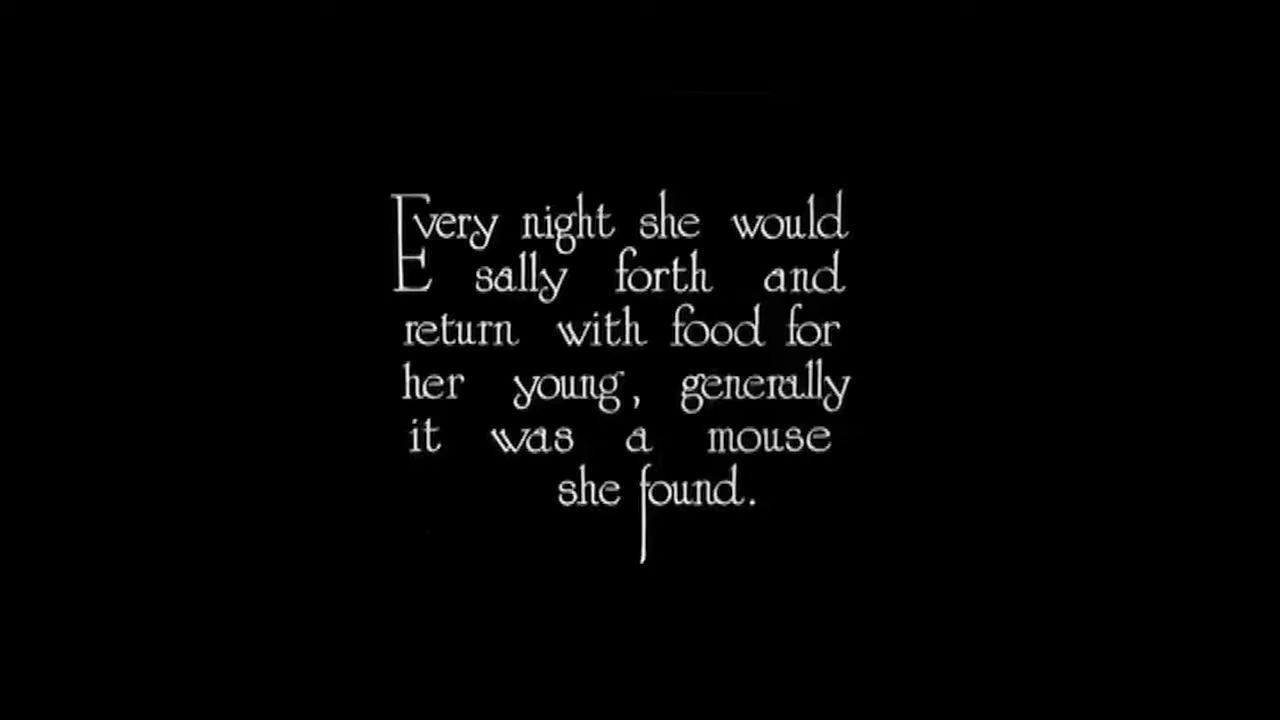 Every night she would
sally forth and
return with food for
her young, generally
it was a mouse
she found.